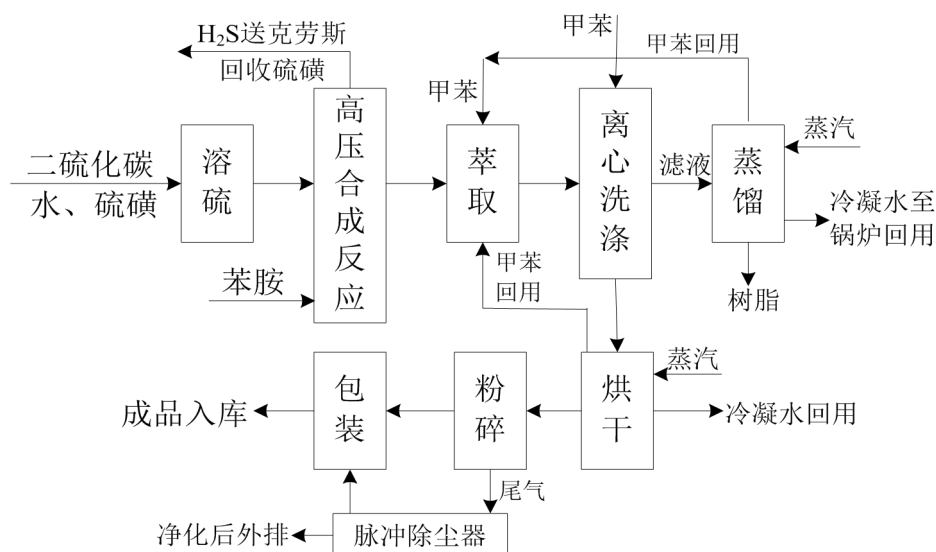 H₂S送克劳斯
回收硫磺
甲苯
甲苯回用
甲苯
二硫化碳
水、硫磺
溶硫
高压合成反应
萃取
离心洗涤
滤液
蒸馏
蒸汽
冷凝水至
锅炉回用
苯胺
甲苯
回用
树脂
成品入库
包装
粉碎
烘干
蒸汽
冷凝水回用
尾气
净化后外排
脉冲除尘器